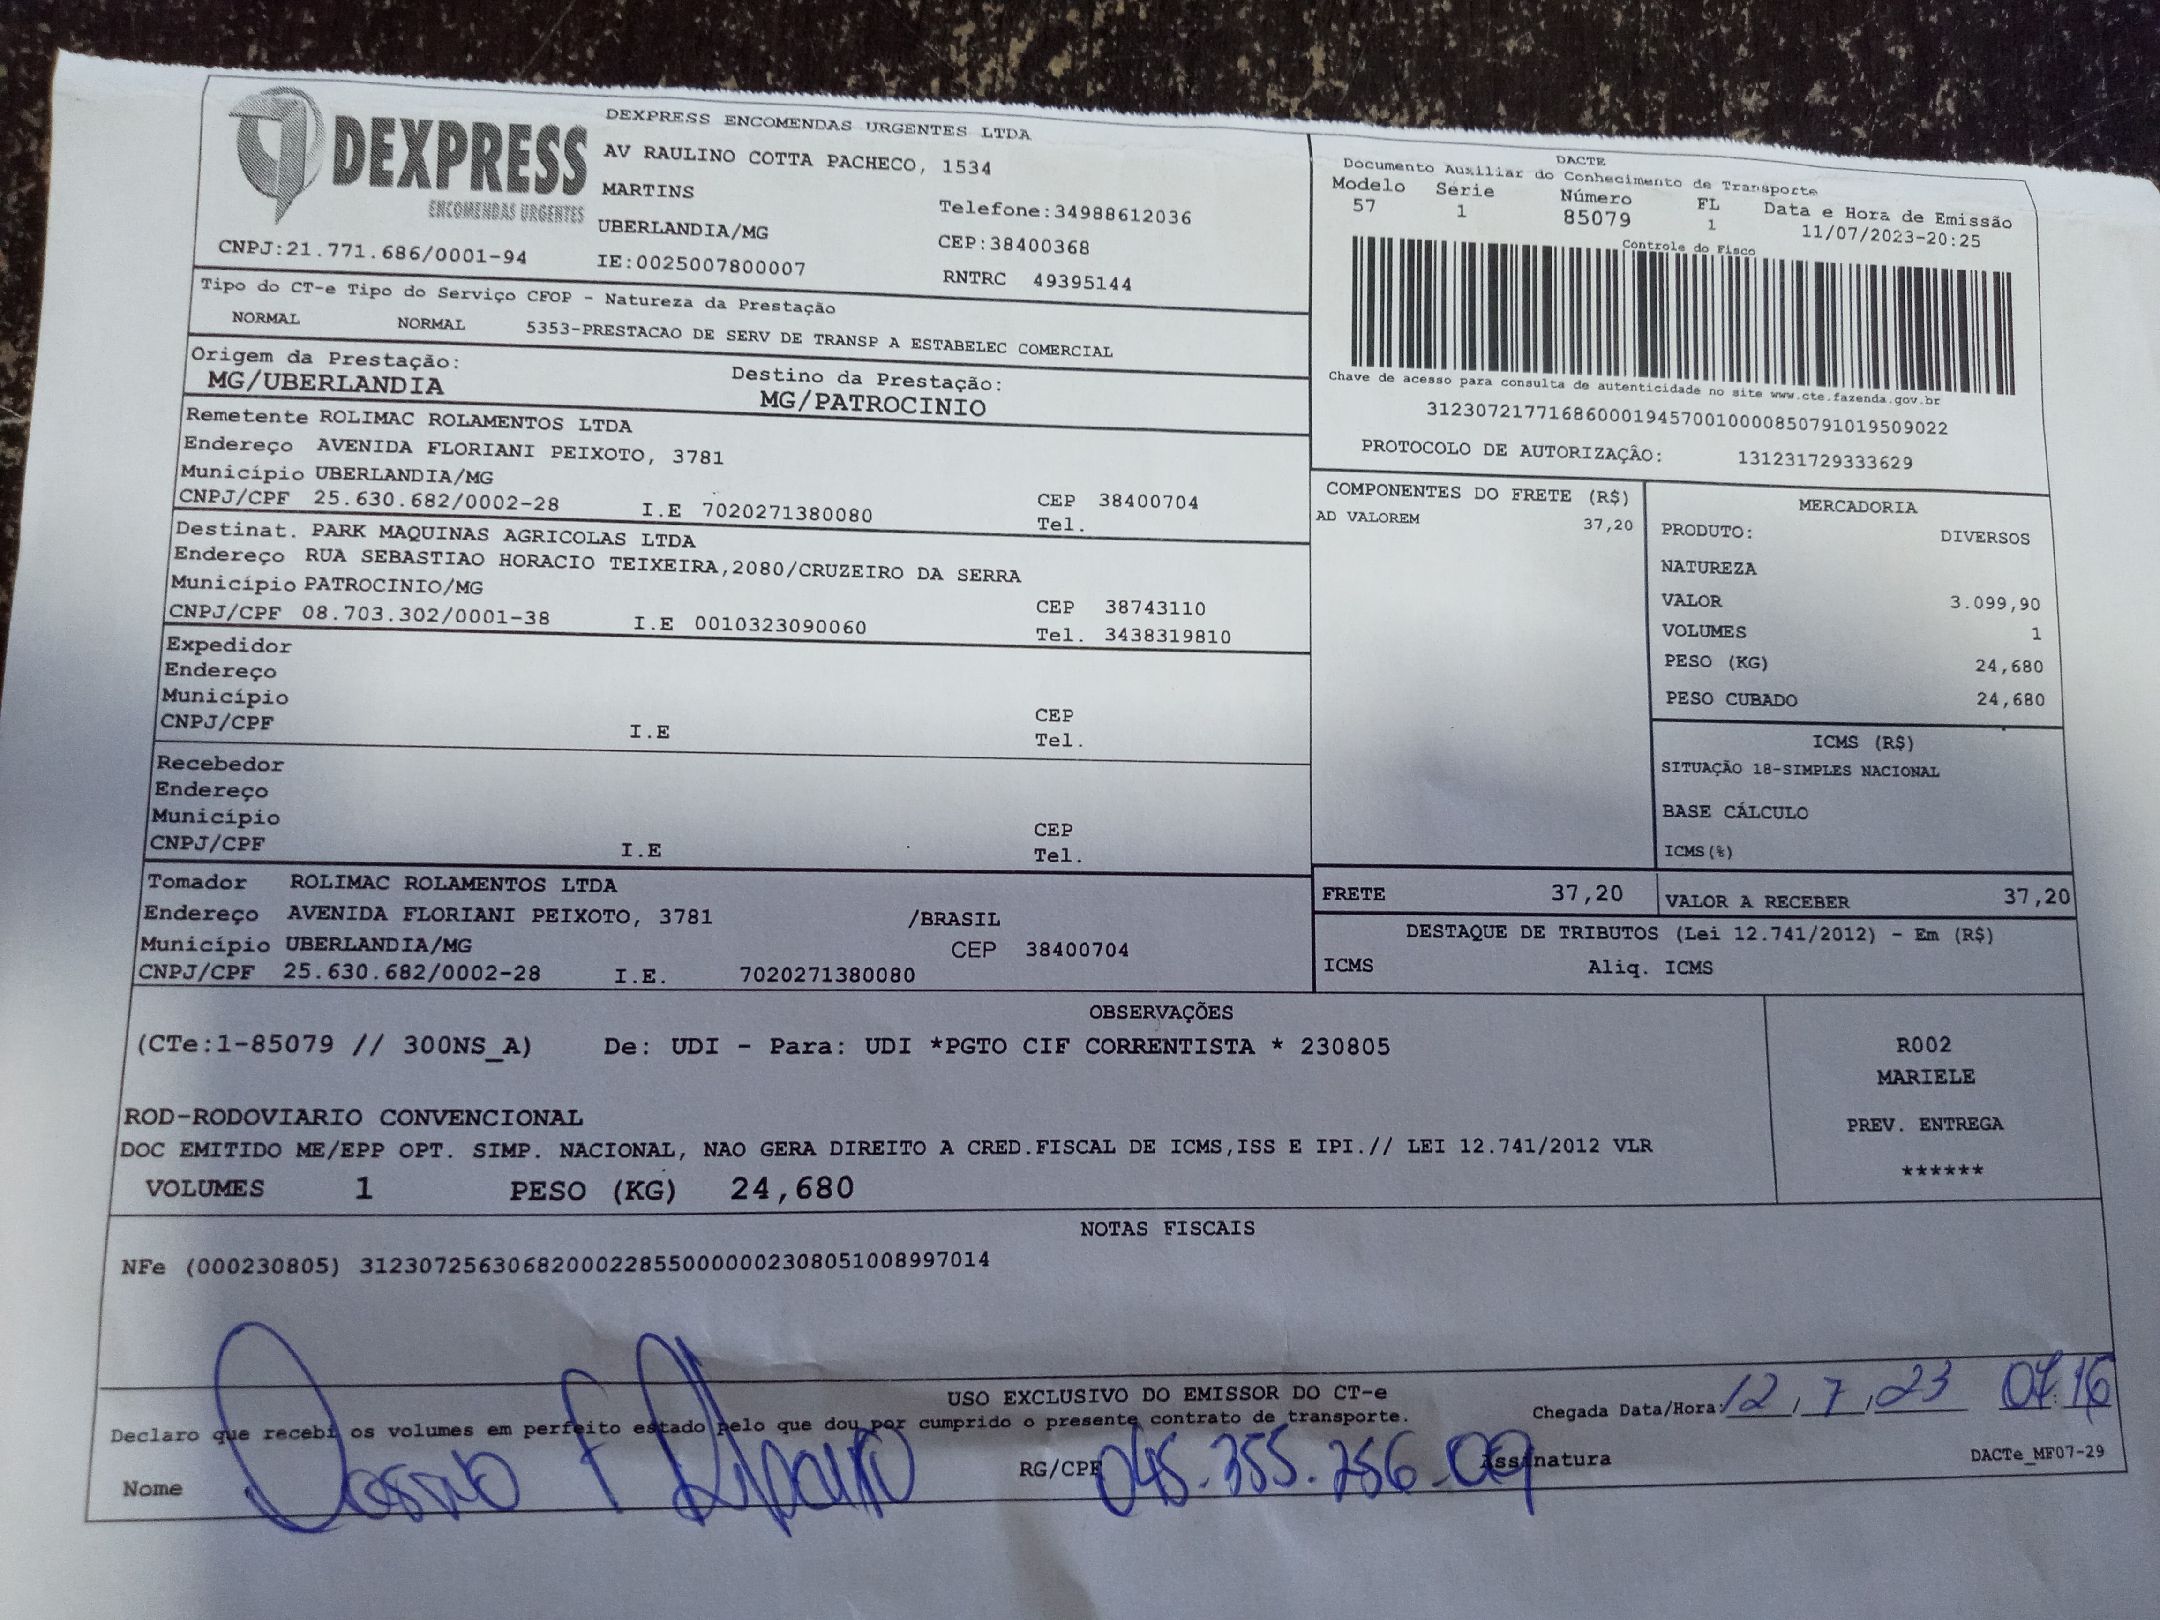 DEXPRESS
ENCOMENDAS URGENTES
CNPJ:21.771.686/0001-94
DEXPRESS ENCOMENDAS URGENTES LTDA
AV RAULINO COTTA PACHECO, 1534
MARTINS
UBERLANDIA/MG
IE:0025007800007
Telefone:34988612036
CEP:38400368
RNTRC 49395144
DACTE
Documento Auxiliar do Conhecimento de Transporte
Modelo Série Número FL Data e Hora de Emissão
57 1 85079 1 11/07/2023-20:25
Controle do Fisco
Chave de acesso para consulta de autenticidade no site www.cte.fazenda.gov.br
31230721771686000194570010000850791019509022
PROTOCOLO DE AUTORIZAÇÂO: 131231729333629
Tipo do CT-e Tipo do Serviço CFOP - Natureza da Prestação
NORMAL NORMAL 5353-PRESTACAO DE SERV DE TRANSP A ESTABELEC COMERCIAL
Origem da Prestação: Destino da Prestação:
MG/UBERLANDIA MG/PATROCINIO
Remetente ROLIMAC ROLAMENTOS LTDA
Endereço AVENIDA FLORIANI PEIXOTO, 3781
Município UBERLANDIA/MG CEP 38400704
CNPJ/CPF 25.630.682/0002-28 I.E 7020271380080 Tel.
Destinat. PARK MAQUINAS AGRICOLAS LTDA
Endereço RUA SEBASTIAO HORACIO TEIXEIRA,2080/CRUZEIRO DA SERRA
Município PATROCINIO/MG CEP 38743110
CNPJ/CPF 08.703.302/0001-38 I.E 0010323090060 Tel. 3438319810
Expedidor
Endereço
Município CEP
CNPJ/CPF I.E Tel.
Recebedor
Endereço
Município CEP
CNPJ/CPF I.E Tel.
Tomador ROLIMAC ROLAMENTOS LTDA
Endereço AVENIDA FLORIANI PEIXOTO, 3781 /BRASIL
Município UBERLANDIA/MG CEP 38400704
CNPJ/CPF 25.630.682/0002-28 I.E. 7020271380080
COMPONENTES DO FRETE (R$)
AD VALOREM 37,20
MERCADORIA
PRODUTO: DIVERSOS
NATUREZA
VALOR 3.099,90
VOLUMES 1
PESO (KG) 24,680
PESO CUBADO 24,680
ICMS (R$)
SITUAÇÃO 18-SIMPLES NACIONAL
BASE CÁLCULO
ICMS(%)
FRETE 37,20 VALOR A RECEBER 37,20
DESTAQUE DE TRIBUTOS (Lei 12.741/2012) - Em (R$)
ICMS Aliq. ICMS
OBSERVAÇÕES
(CTe:1-85079 // 300NS_A) De: UDI - Para: UDI *PGTO CIF CORRENTISTA * 230805
ROD-RODOVIARIO CONVENCIONAL
DOC EMITIDO ME/EPP OPT. SIMP. NACIONAL, NAO GERA DIREITO A CRED.FISCAL DE ICMS,ISS E IPI.// LEI 12.741/2012 VLR
VOLUMES 1 PESO (KG) 24,680
R002
MARIELE
PREV. ENTREGA
******
NOTAS FISCAIS
NFe (000230805) 31230725630682000228550000002308051008997014
USO EXCLUSIVO DO EMISSOR DO CT-e
Declaro que recebi os volumes em perfeito estado pelo que dou por cumprido o presente contrato de transporte.
Chegada Data/Hora: 12/7/23 07:16
Nome RG/CPF 045.355.256.09 Assinatura
DACTe_MF07-29